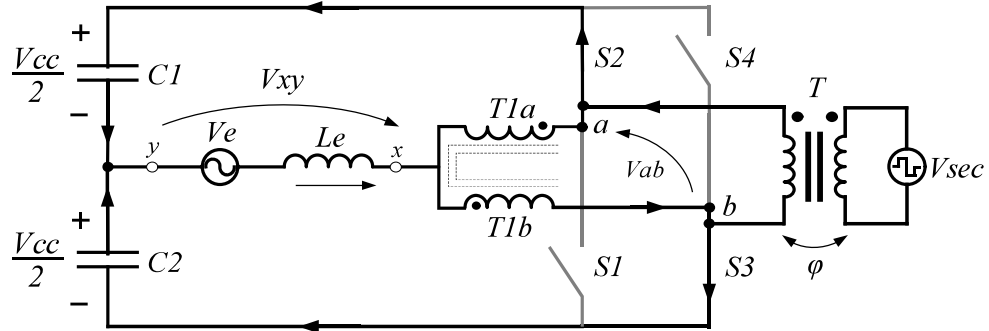 +
Vcc
2
C1
−
Vxy
S2
S4
T
T1a
a
y
Ve
Le
x
Vab
Vsec
+
Vcc
2
C2
−
T1b
b
S1
S3
φ